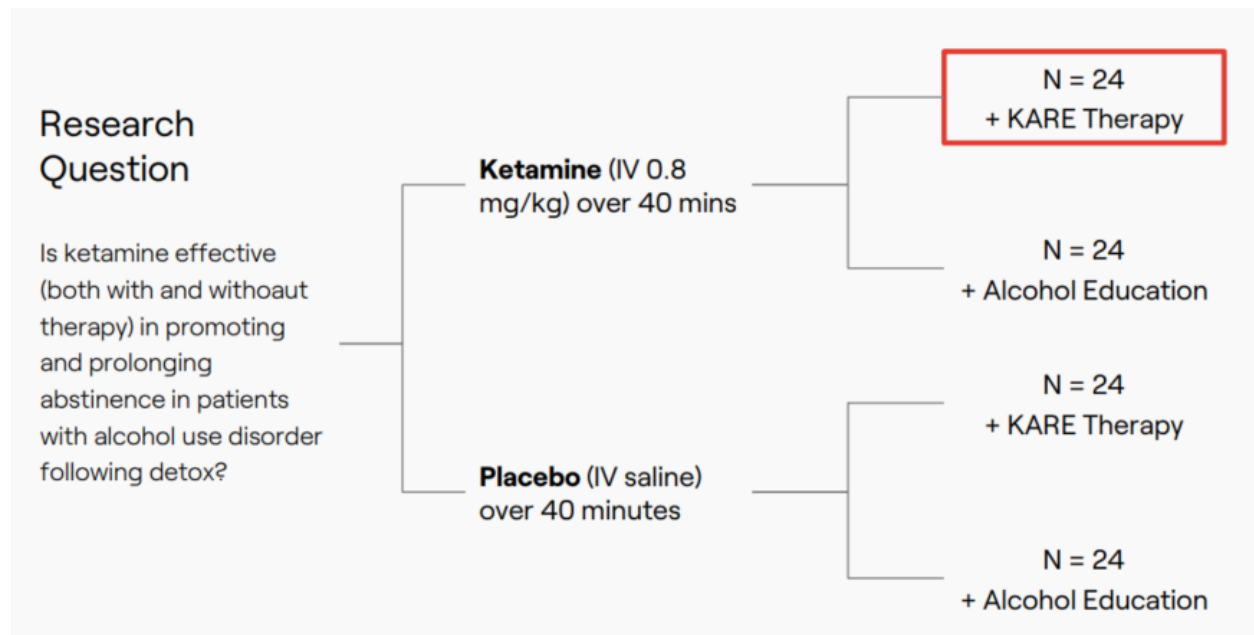 Research
Question
Is ketamine effective
(both with and withoaut
therapy) in promoting
and prolonging
abstinence in patients
with alcohol use disorder
following detox?
Ketamine (IV 0.8
mg/kg) over 40 mins
Placebo (IV saline)
over 40 minutes
N = 24
+ KARE Therapy
N = 24
+ Alcohol Education
N = 24
+ KARE Therapy
N = 24
+ Alcohol Education